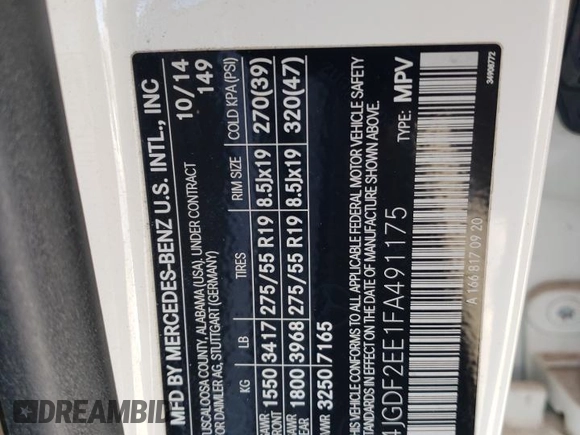 MFD BY MERCEDES-BENZ U.S. INTL., INC
10/14
149
USCALOOSA COUNTY, ALABAMA (USA), UNDER CONTRACT
OR DAIMLER AG, STUTTGART (GERMANY)
KG LB TIRES RIM SIZE COLD KPA (PSI)
GAWR FRONT 1550 3417 275/55 R19 8.5Jx19 270(39)
GAWR REAR 1800 3968 275/55 R19 8.5Jx19 320(47)
VWR 3250 7165
THIS VEHICLE CONFORMS TO ALL APPLICABLE FEDERAL MOTOR VEHICLE SAFETY
STANDARDS IN EFFECT ON THE DATE OF MANUFACTURE SHOWN ABOVE.
4JGDF2EE1FA491175 TYPE: MPV
A 166 817 09 20
34908772
DREAMBID